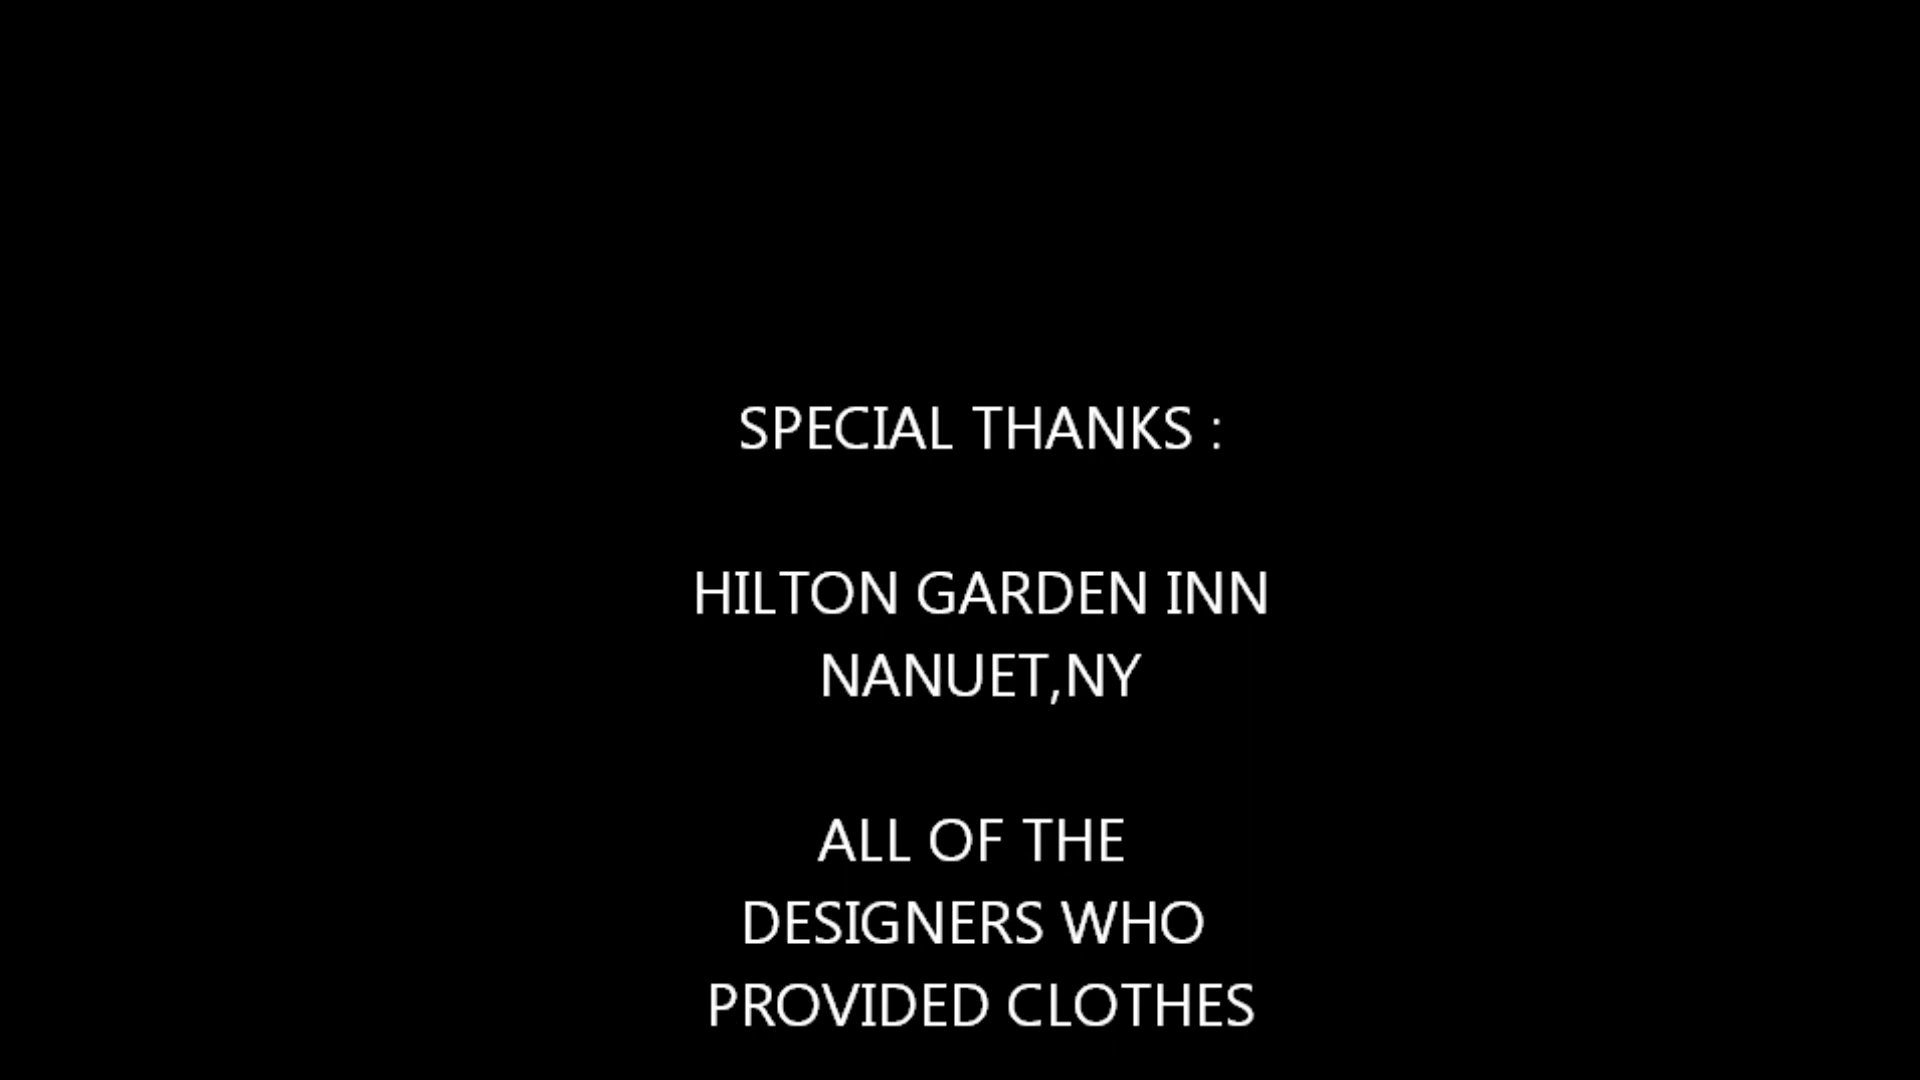 SPECIAL THANKS :
HILTON GARDEN INN
NANUET,NY
ALL OF THE
DESIGNERS WHO
PROVIDED CLOTHES